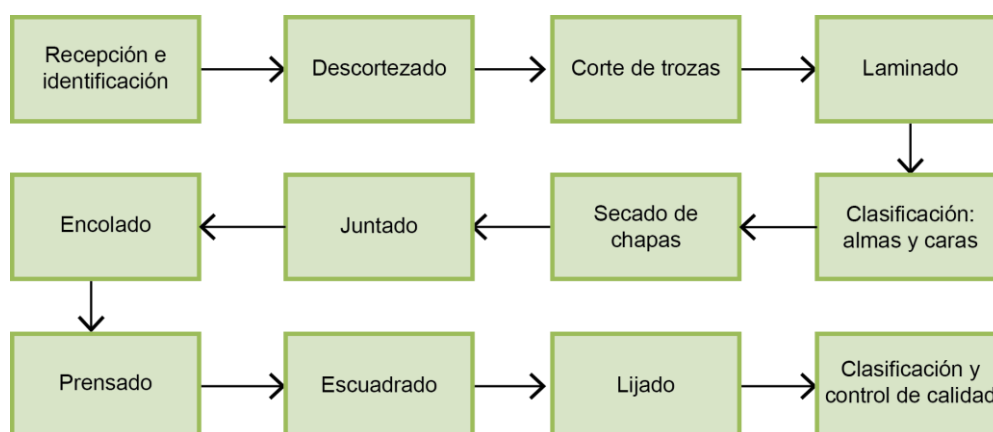 Recepción e
identificación
Descortezado
Corte de trozas
Laminado
Clasificación:
almas y caras
Secado de
chapas
Juntado
Encolado
Prensado
Escuadrado
Lijado
Clasificación y
control de calidad